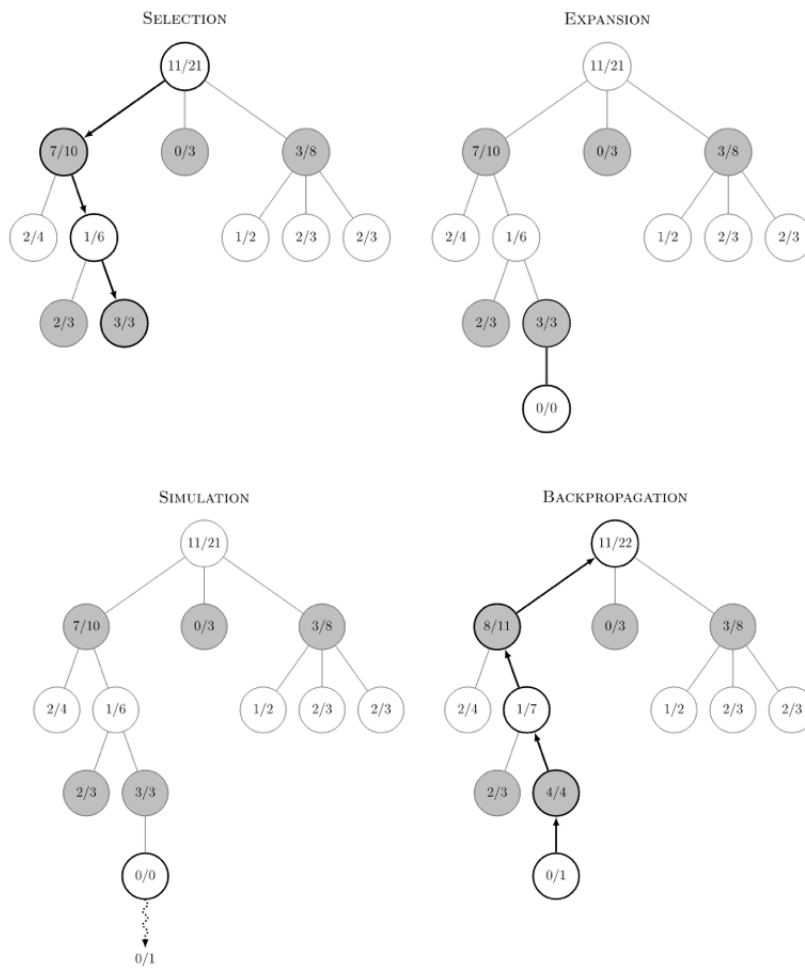 SELECTION
11/21
7/10 0/3 3/8
2/4 1/6 1/2 2/3 2/3
2/3 3/3
EXPANSION
11/21
7/10 0/3 3/8
2/4 1/6 1/2 2/3 2/3
2/3 3/3
0/0
SIMULATION
11/21
7/10 0/3 3/8
2/4 1/6 1/2 2/3 2/3
2/3 3/3
0/0
0/1
BACKPROPAGATION
11/22
8/11 0/3 3/8
2/4 1/7 1/2 2/3 2/3
2/3 4/4
0/1